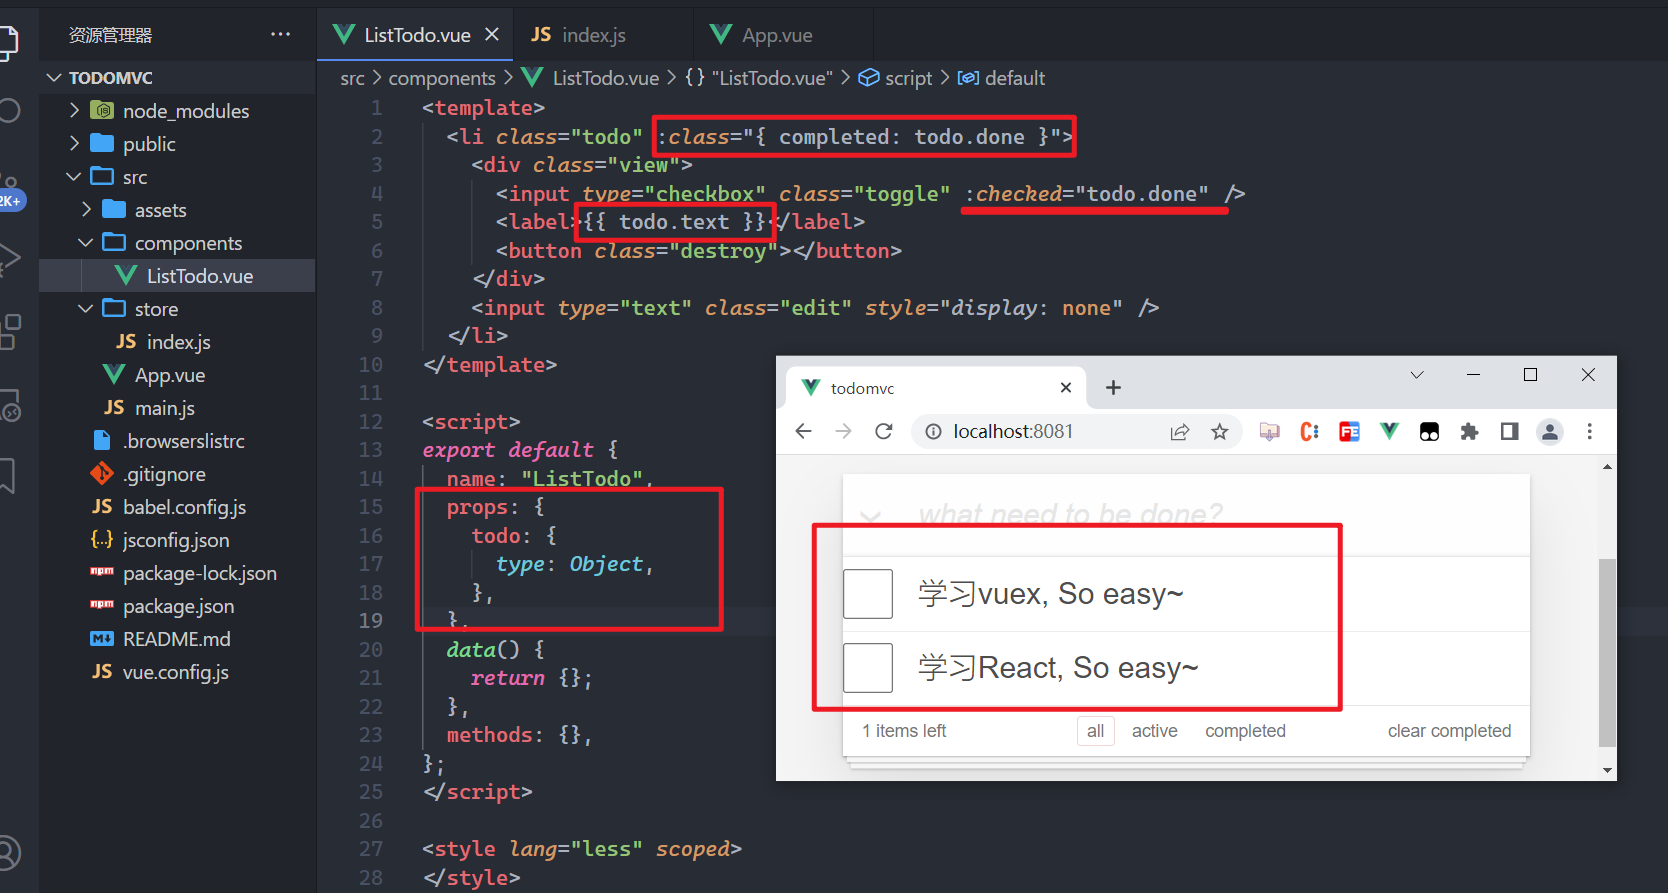 资源管理器
···
TODOMVC
node_modules
public
src
assets
components
ListTodo.vue
store
JS index.js
App.vue
JS main.js
.browserslistrc
.gitignore
JS babel.config.js
{..} jsconfig.json
npm package-lock.json
npm package.json
README.md
JS vue.config.js
2K+
ListTodo.vue
JS index.js
App.vue
src > components > ListTodo.vue > {} "ListTodo.vue" > script > default
1 <template>
2 <li class="todo" :class="{ completed: todo.done }">
3 <div class="view">
4 <input type="checkbox" class="toggle" :checked="todo.done" />
5 <label>{{ todo.text }}</label>
6 <button class="destroy"></button>
7 </div>
8 <input type="text" class="edit" style="display: none" />
9 </li>
10 </template>
11
12 <script>
13 export default {
14 name: "ListTodo",
15 props: {
16 todo: {
17 type: Object,
18 },
19 },
20 data() {
21 return {};
22 },
23 methods: {},
24 };
25 </script>
26
27 <style lang="less" scoped>
28 </style>
todomvc
localhost:8081
what need to be done?
学习vuex, So easy~
学习React, So easy~
1 items left
all
active
completed
clear completed